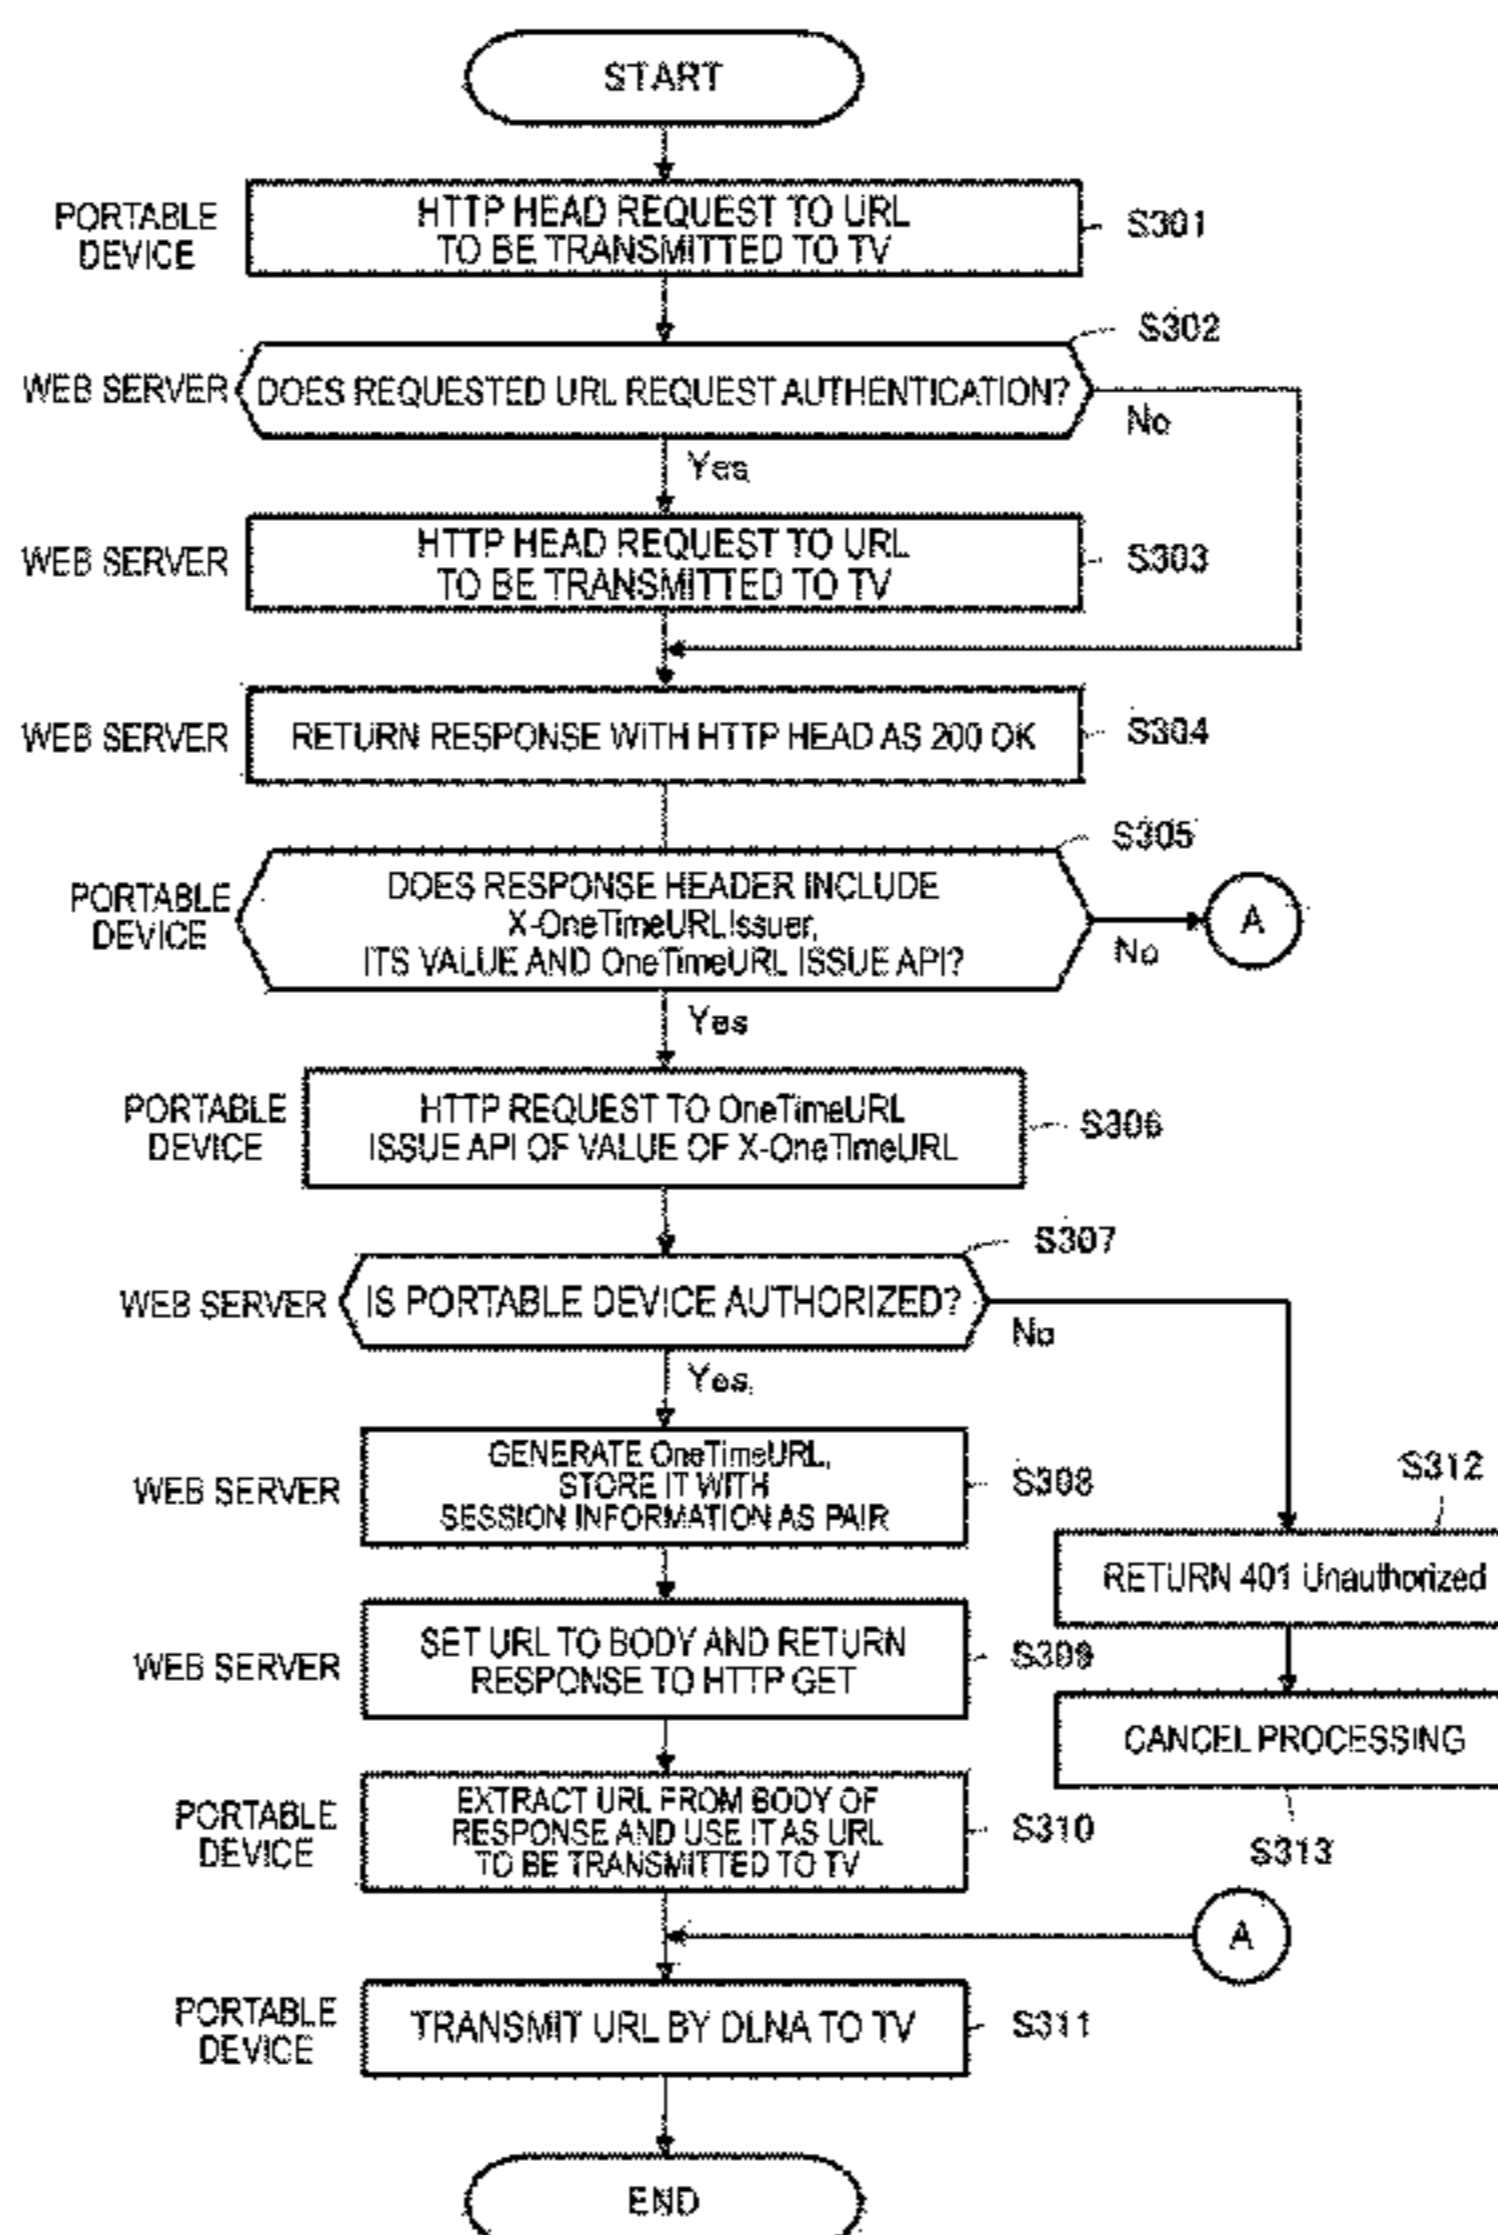 START
PORTABLE
DEVICE
HTTP HEAD REQUEST TO URL
TO BE TRANSMITTED TO TV
S301
S302
WEB SERVER
DOES REQUESTED URL REQUEST AUTHENTICATION?
No
Yes
WEB SERVER
HTTP HEAD REQUEST TO URL
TO BE TRANSMITTED TO TV
S303
WEB SERVER
RETURN RESPONSE WITH HTTP HEAD AS 200 OK
S304
S305
PORTABLE
DEVICE
DOES RESPONSE HEADER INCLUDE
X-OneTimeURLIssuer,
ITS VALUE AND OneTimeURL ISSUE API?
No
A
Yes
PORTABLE
DEVICE
HTTP REQUEST TO OneTimeURL
ISSUE API OF VALUE OF X-OneTimeURL
S306
S307
WEB SERVER
IS PORTABLE DEVICE AUTHORIZED?
No
Yes
WEB SERVER
GENERATE OneTimeURL,
STORE IT WITH
SESSION INFORMATION AS PAIR
S308
S312
RETURN 401 Unauthorized
WEB SERVER
SET URL TO BODY AND RETURN
RESPONSE TO HTTP GET
S309
CANCEL PROCESSING
S313
PORTABLE
DEVICE
EXTRACT URL FROM BODY OF
RESPONSE AND USE IT AS URL
TO BE TRANSMITTED TO TV
S310
A
PORTABLE
DEVICE
TRANSMIT URL BY DLNA TO TV
S311
END